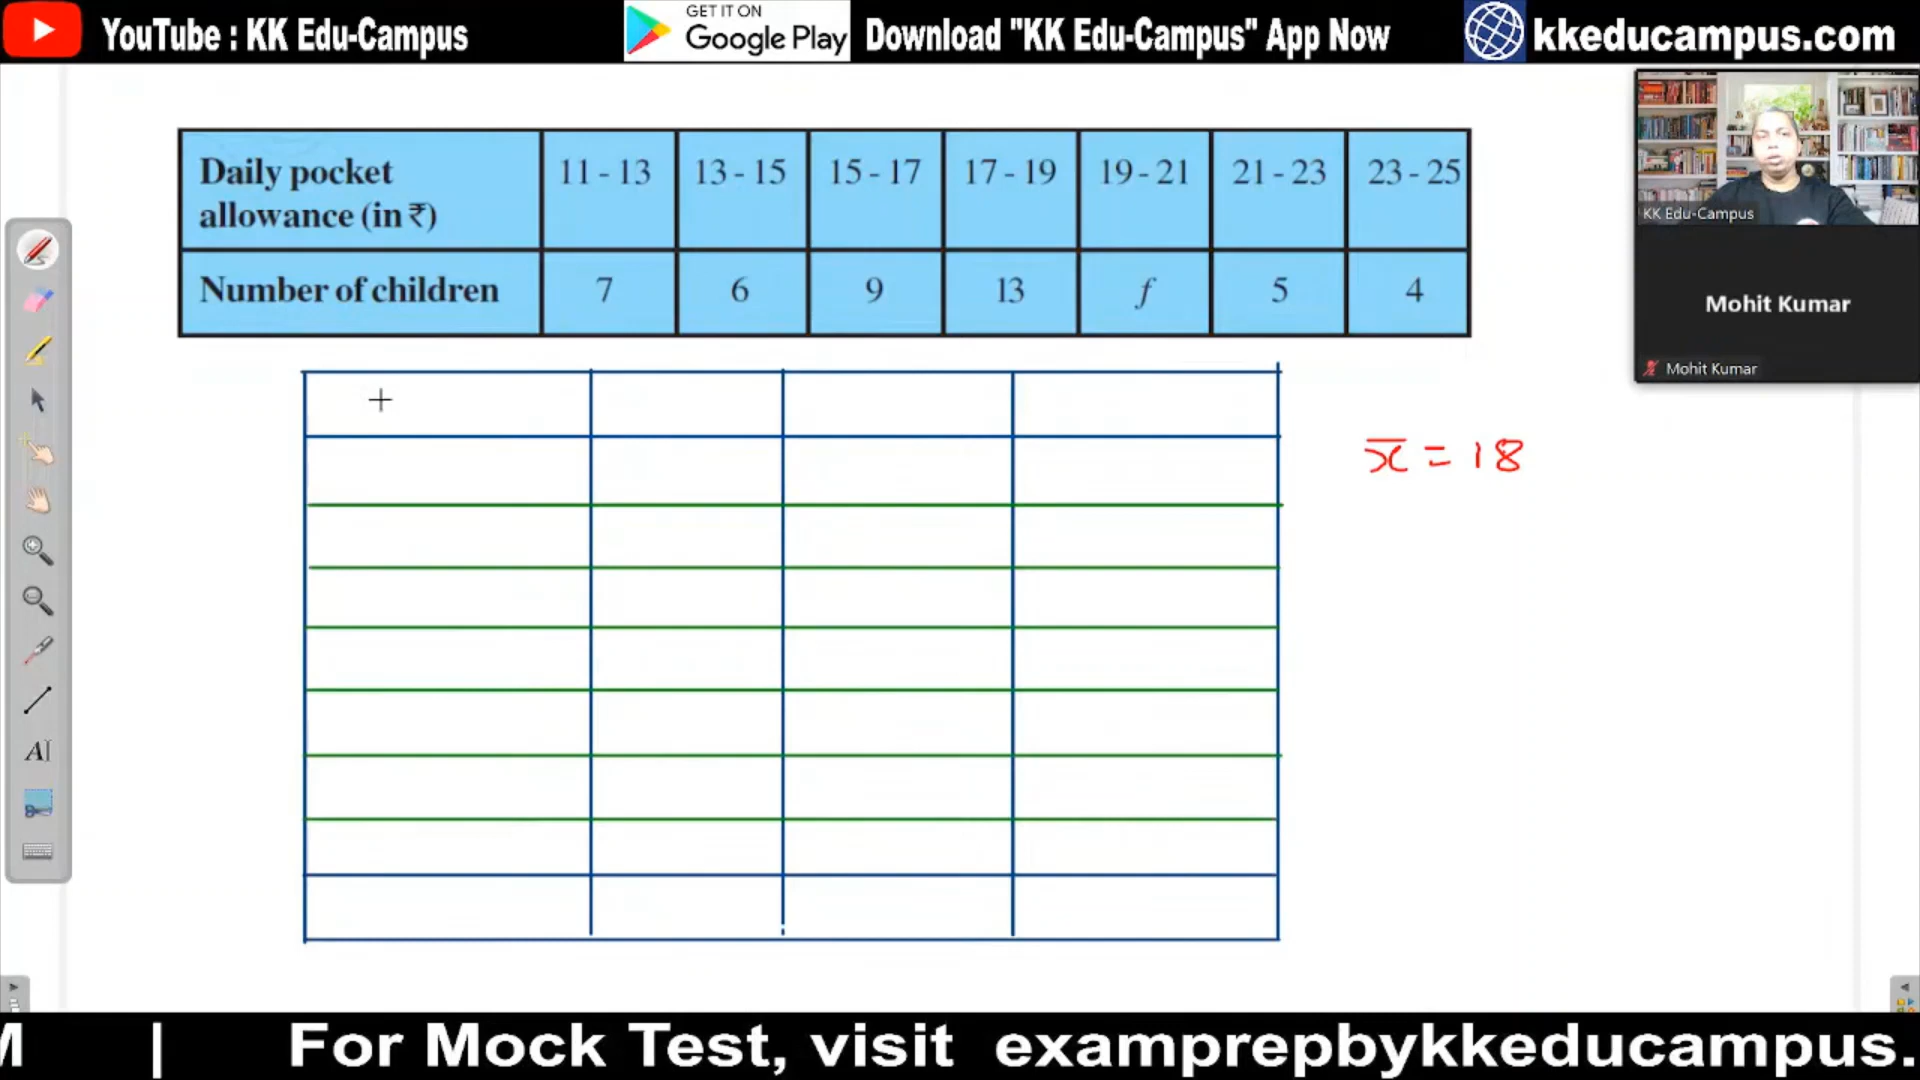 YouTube : KK Edu-Campus
GET IT ON
Google Play
Download "KK Edu-Campus" App Now
kkeducampus.com
Daily pocket allowance (in ₹) 11 - 13 13 - 15 15 - 17 17 - 19 19 - 21 21 - 23 23 - 25
Number of children 7 6 9 13 f 5 4
KK Edu-Campus
Mohit Kumar
Mohit Kumar
x̅ = 18
AI
M | For Mock Test, visit examprepbykkeducampus.